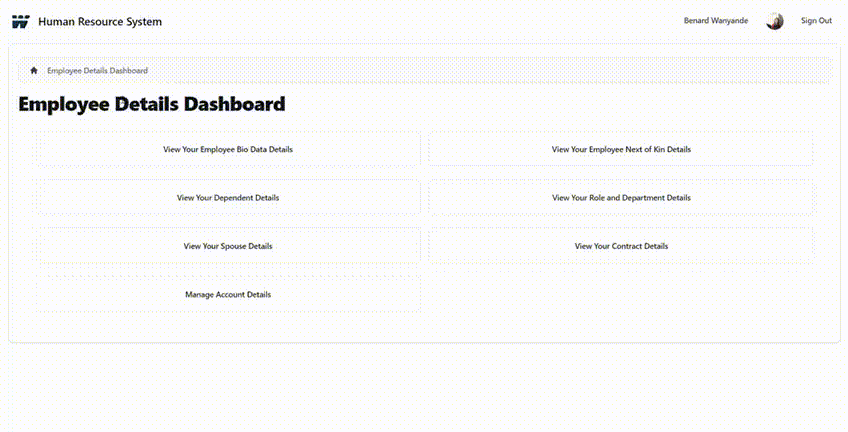 Human Resource System
Benard Wanyande
Sign Out
Employee Details Dashboard
Employee Details Dashboard
View Your Employee Bio Data Details
View Your Employee Next of Kin Details
View Your Dependent Details
View Your Role and Department Details
View Your Spouse Details
View Your Contract Details
Manage Account Details